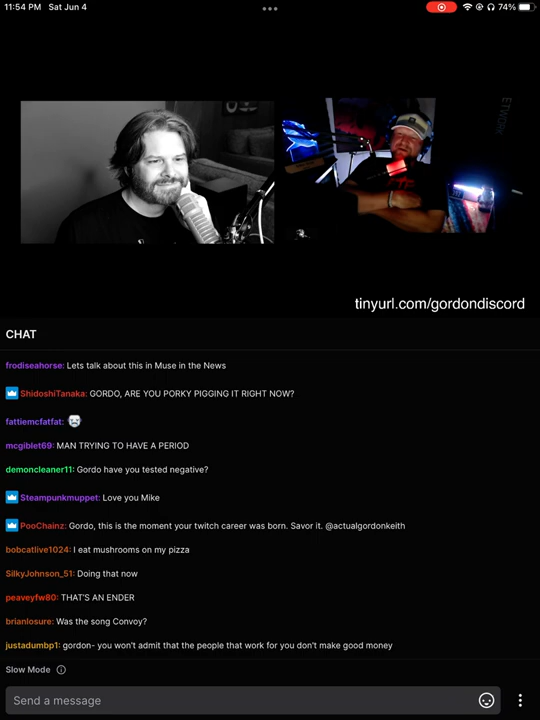 11:54 PM Sat Jun 4
74%
ETWORK
tinyurl.com/gordondiscord
CHAT
frodiseahorse: Lets talk about this in Muse in the News
ShidoshiTanaka: GORDO, ARE YOU PORKY PIGGING IT RIGHT NOW?
fattiemcfatfat:
mcgiblet69: MAN TRYING TO HAVE A PERIOD
demoncleaner11: Gordo have you tested negative?
Steampunkmuppet: Love you Mike
PooChainz: Gordo, this is the moment your twitch career was born. Savor it. @actualgordonkeith
bobcatlive1024: I eat mushrooms on my pizza
SilkyJohnson_51: Doing that now
peaveyfw80: THAT'S AN ENDER
brianlosure: Was the song Convoy?
justadumbp1: gordon- you won't admit that the people that work for you don't make good money
Slow Mode
Send a message